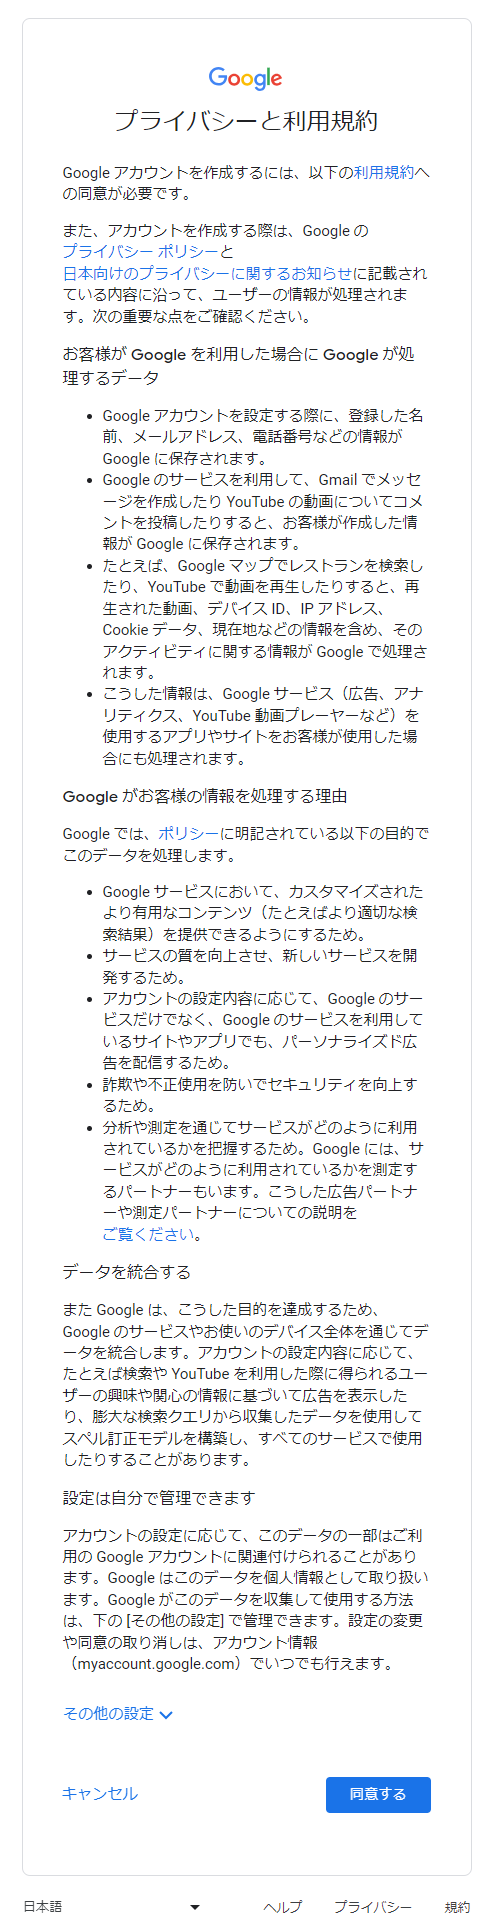 Google
プライバシーと利用規約
Google アカウントを作成するには、以下の利用規約へ
の同意が必要です。
また、アカウントを作成する際は、Google の
プライバシー ポリシーと
日本向けのプライバシーに関するお知らせに記載され
ている内容に沿って、ユーザーの情報が処理されま
す。次の重要な点をご確認ください。
お客様が Google を利用した場合に Google が処
理するデータ
• Google アカウントを設定する際に、登録した名
前、メールアドレス、電話番号などの情報が
Google に保存されます。
• Google のサービスを利用して、Gmail でメッセ
ージを作成したり YouTube の動画についてコメ
ントを投稿したりすると、お客様が作成した情
報が Google に保存されます。
• たとえば、Google マップでレストランを検索し
たり、YouTube で動画を再生したりすると、再
生された動画、デバイス ID、IP アドレス、
Cookie データ、現在地などの情報を含め、その
アクティビティに関する情報が Google で処理さ
れます。
• こうした情報は、Google サービス（広告、アナ
リティクス、YouTube 動画プレーヤーなど）を
使用するアプリやサイトをお客様が使用した場
合にも処理されます。
Google がお客様の情報を処理する理由
Google では、ポリシーに明記されている以下の目的で
このデータを処理します。
• Google サービスにおいて、カスタマイズされた
より有用なコンテンツ（たとえばより適切な検
索結果）を提供できるようにするため。
• サービスの質を向上させ、新しいサービスを開
発するため。
• アカウントの設定内容に応じて、Google のサー
ビスだけでなく、Google のサービスを利用して
いるサイトやアプリでも、パーソナライズド広
告を配信するため。
• 詐欺や不正使用を防いでセキュリティを向上す
るため。
• 分析や測定を通じてサービスがどのように利用
されているかを把握するため。Google には、サ
ービスがどのように利用されているかを測定す
るパートナーもいます。こうした広告パートナ
ーや測定パートナーについての説明を
ご覧ください。
データを統合する
また Google は、こうした目的を達成するため、
Google のサービスやお使いのデバイス全体を通じてデ
ータを統合します。アカウントの設定内容に応じて、
たとえば検索や YouTube を利用した際に得られるユー
ザーの興味や関心の情報に基づいて広告を表示した
り、膨大な検索クエリから収集したデータを使用して
スペル訂正モデルを構築し、すべてのサービスで使用
したりすることがあります。
設定は自分で管理できます
アカウントの設定に応じて、このデータの一部はご利
用の Google アカウントに関連付けられることがあり
ます。Google はこのデータを個人情報として取り扱い
ます。Google がこのデータを収集して使用する方法
は、下の [その他の設定] で管理できます。設定の変更
や同意の取り消しは、アカウント情報
（myaccount.google.com）でいつでも行えます。
その他の設定
キャンセル 同意する
日本語 ヘルプ プライバシー 規約